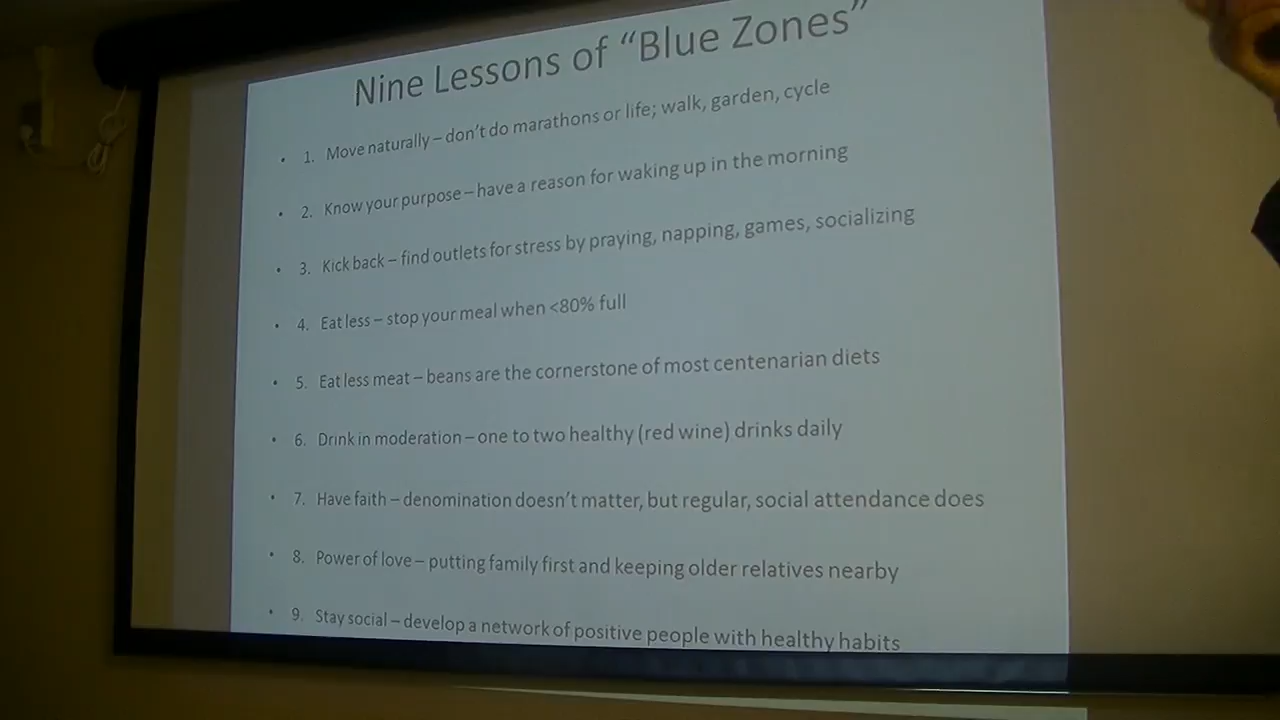 Nine Lessons of “Blue Zones”
• 1. Move naturally – don’t do marathons or life; walk, garden, cycle
• 2. Know your purpose – have a reason for waking up in the morning
• 3. Kick back – find outlets for stress by praying, napping, games, socializing
• 4. Eat less – stop your meal when <80% full
• 5. Eat less meat – beans are the cornerstone of most centenarian diets
• 6. Drink in moderation – one to two healthy (red wine) drinks daily
• 7. Have faith – denomination doesn’t matter, but regular, social attendance does
• 8. Power of love – putting family first and keeping older relatives nearby
• 9. Stay social – develop a network of positive people with healthy habits